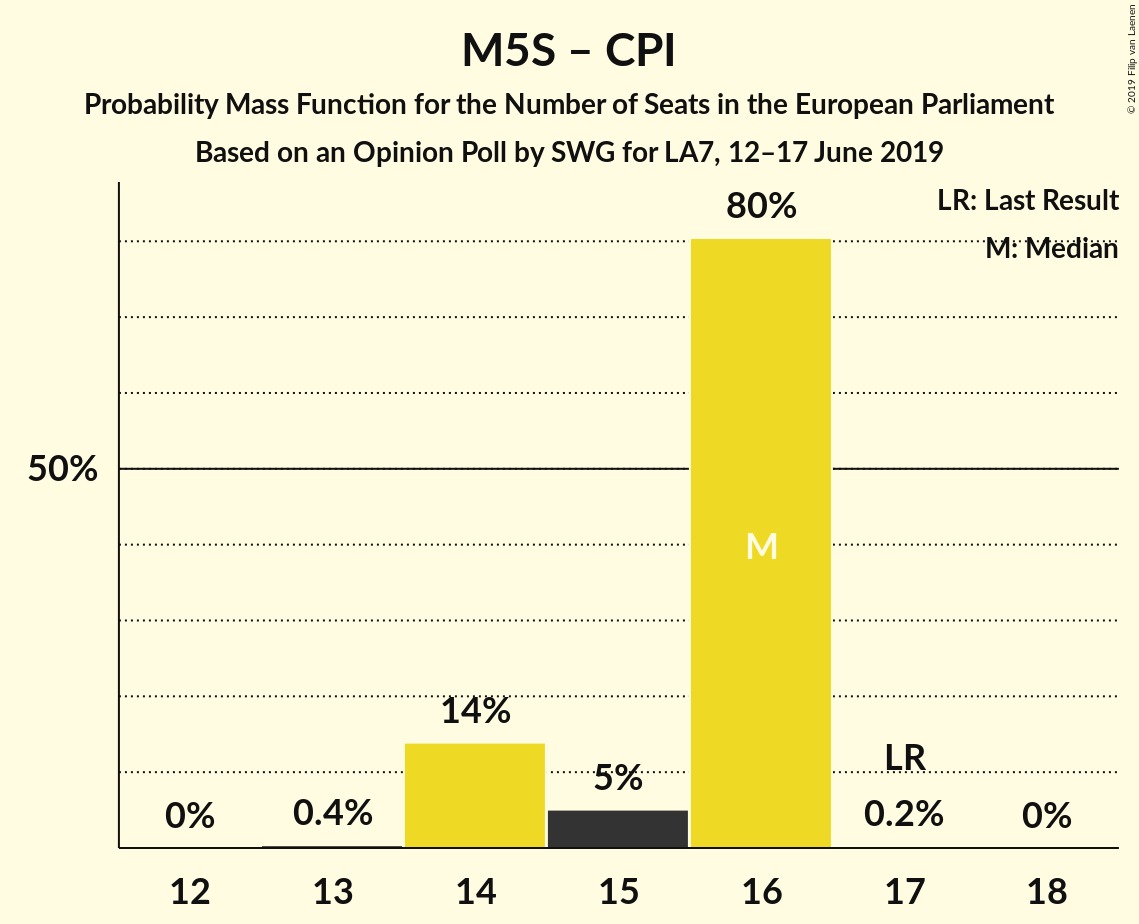 M5S – CPI
Probability Mass Function for the Number of Seats in the European Parliament
Based on an Opinion Poll by SWG for LA7, 12–17 June 2019
© 2019 Filip van Laenen
LR: Last Result
M: Median
80%
50%
M
14%
5%
LR
0%
0.4%
0.2%
0%
12
13
14
15
16
17
18